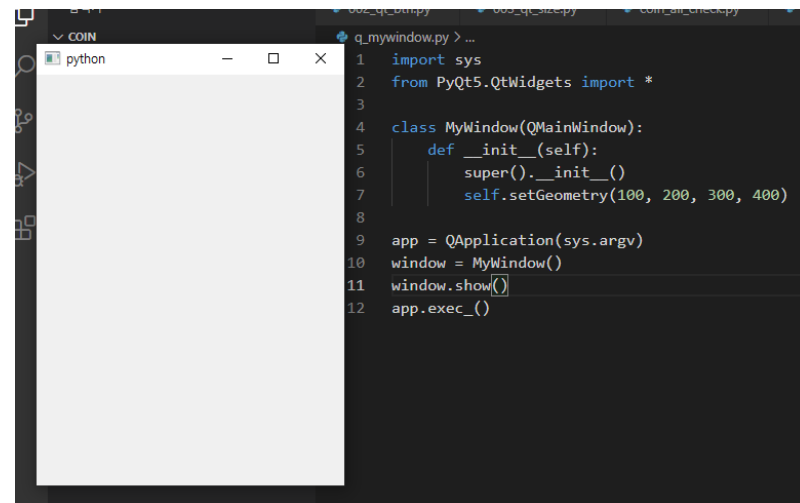 COIN
python
q_mywindow.py > ...
1 import sys
2 from PyQt5.QtWidgets import *
3
4 class MyWindow(QMainWindow):
5 def __init__(self):
6 super().__init__()
7 self.setGeometry(100, 200, 300, 400)
8
9 app = QApplication(sys.argv)
10 window = MyWindow()
11 window.show()
12 app.exec_()